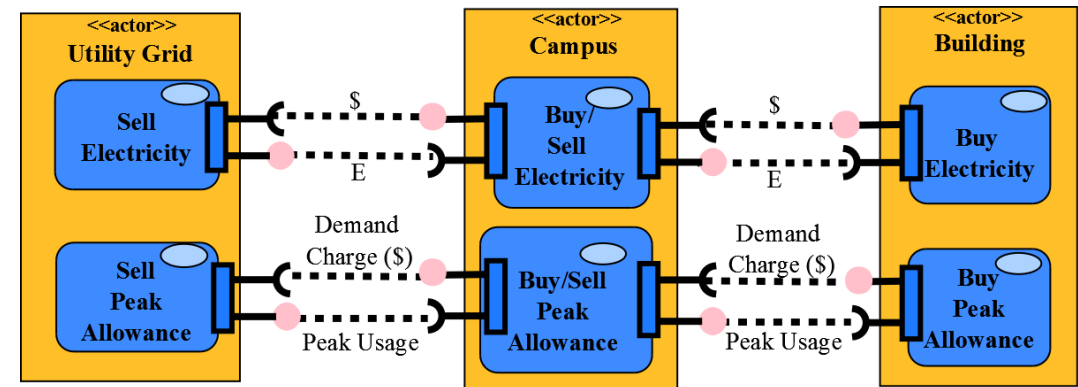 <<actor>>
Utility Grid
Sell
Electricity
$
E
<<actor>>
Campus
Buy/
Sell
Electricity
$
E
<<actor>>
Building
Buy
Electricity
Sell
Peak
Allowance
Demand
Charge ($)
Peak Usage
Buy/Sell
Peak
Allowance
Demand
Charge ($)
Peak Usage
Buy
Peak
Allowance